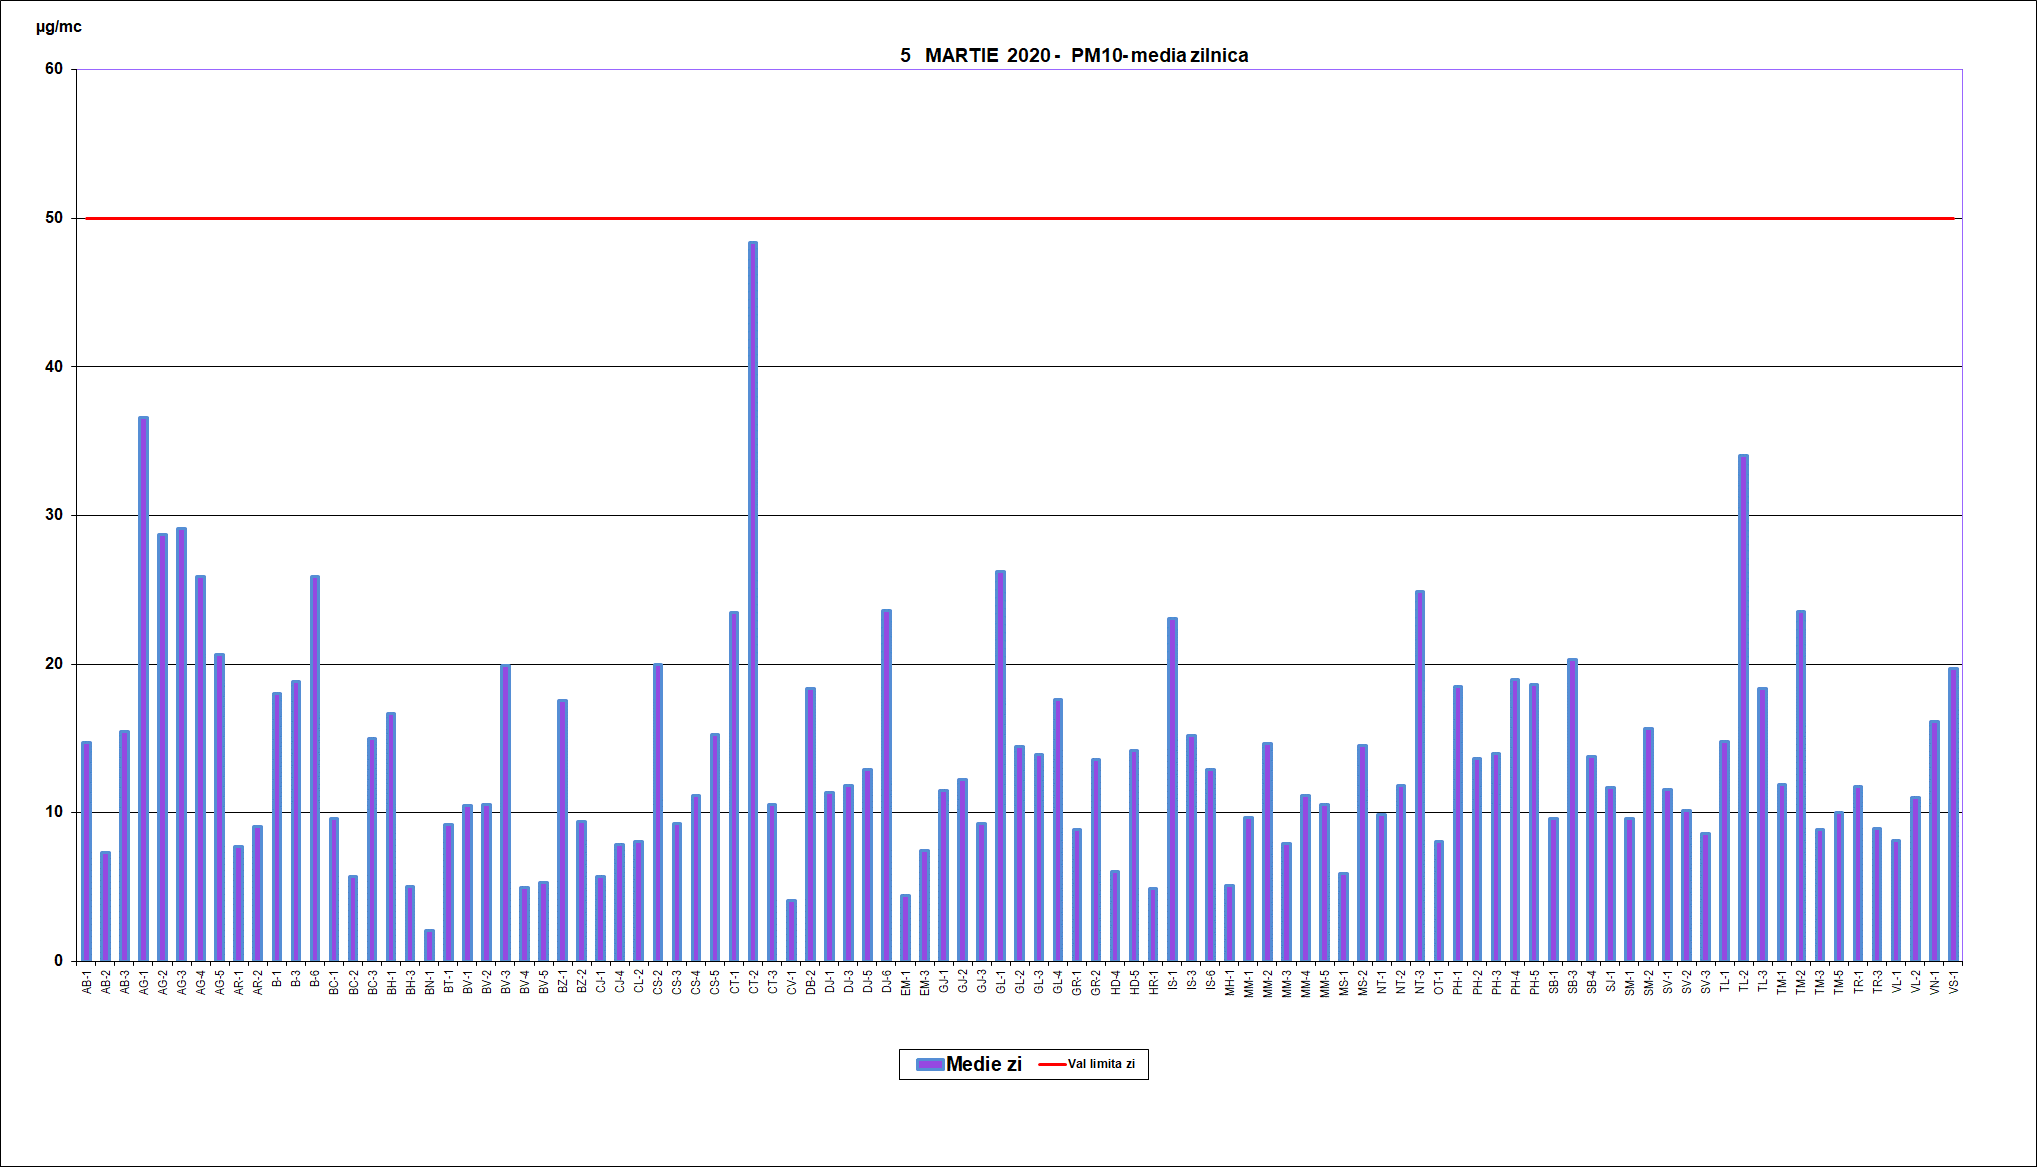 µg/mc
5 MARTIE 2020 - PM10- media zilnica
60
50
40
30
20
10
0
AB-1 AB-2 AB-3 AG-1 AG-2 AG-3 AG-4 AG-5 AR-1 AR-2 B-1 B-3 B-6 BC-1 BC-2 BC-3 BH-1 BH-3 BN-1 BT-1 BV-1 BV-2 BV-3 BV-4 BV-5 BZ-1 BZ-2 CJ-1 CJ-4 CL-2 CS-2 CS-3 CS-4 CS-5 CT-1 CT-2 CT-3 CV-1 DB-2 DJ-1 DJ-3 DJ-5 DJ-6 EM-1 EM-3 GJ-1 GJ-2 GJ-3 GL-1 GL-2 GL-3 GL-4 GR-1 GR-2 HD-4 HD-5 HR-1 IS-1 IS-3 IS-6 MH-1 MM-1 MM-2 MM-3 MM-4 MM-5 MS-1 MS-2 NT-1 NT-2 NT-3 OT-1 PH-1 PH-2 PH-3 PH-4 PH-5 SB-1 SB-3 SB-4 SJ-1 SM-1 SM-2 SV-1 SV-2 SV-3 TL-1 TL-2 TL-3 TM-1 TM-2 TM-3 TM-5 TR-1 TR-3 VL-1 VL-2 VN-1 VS-1
Medie zi Val limita zi